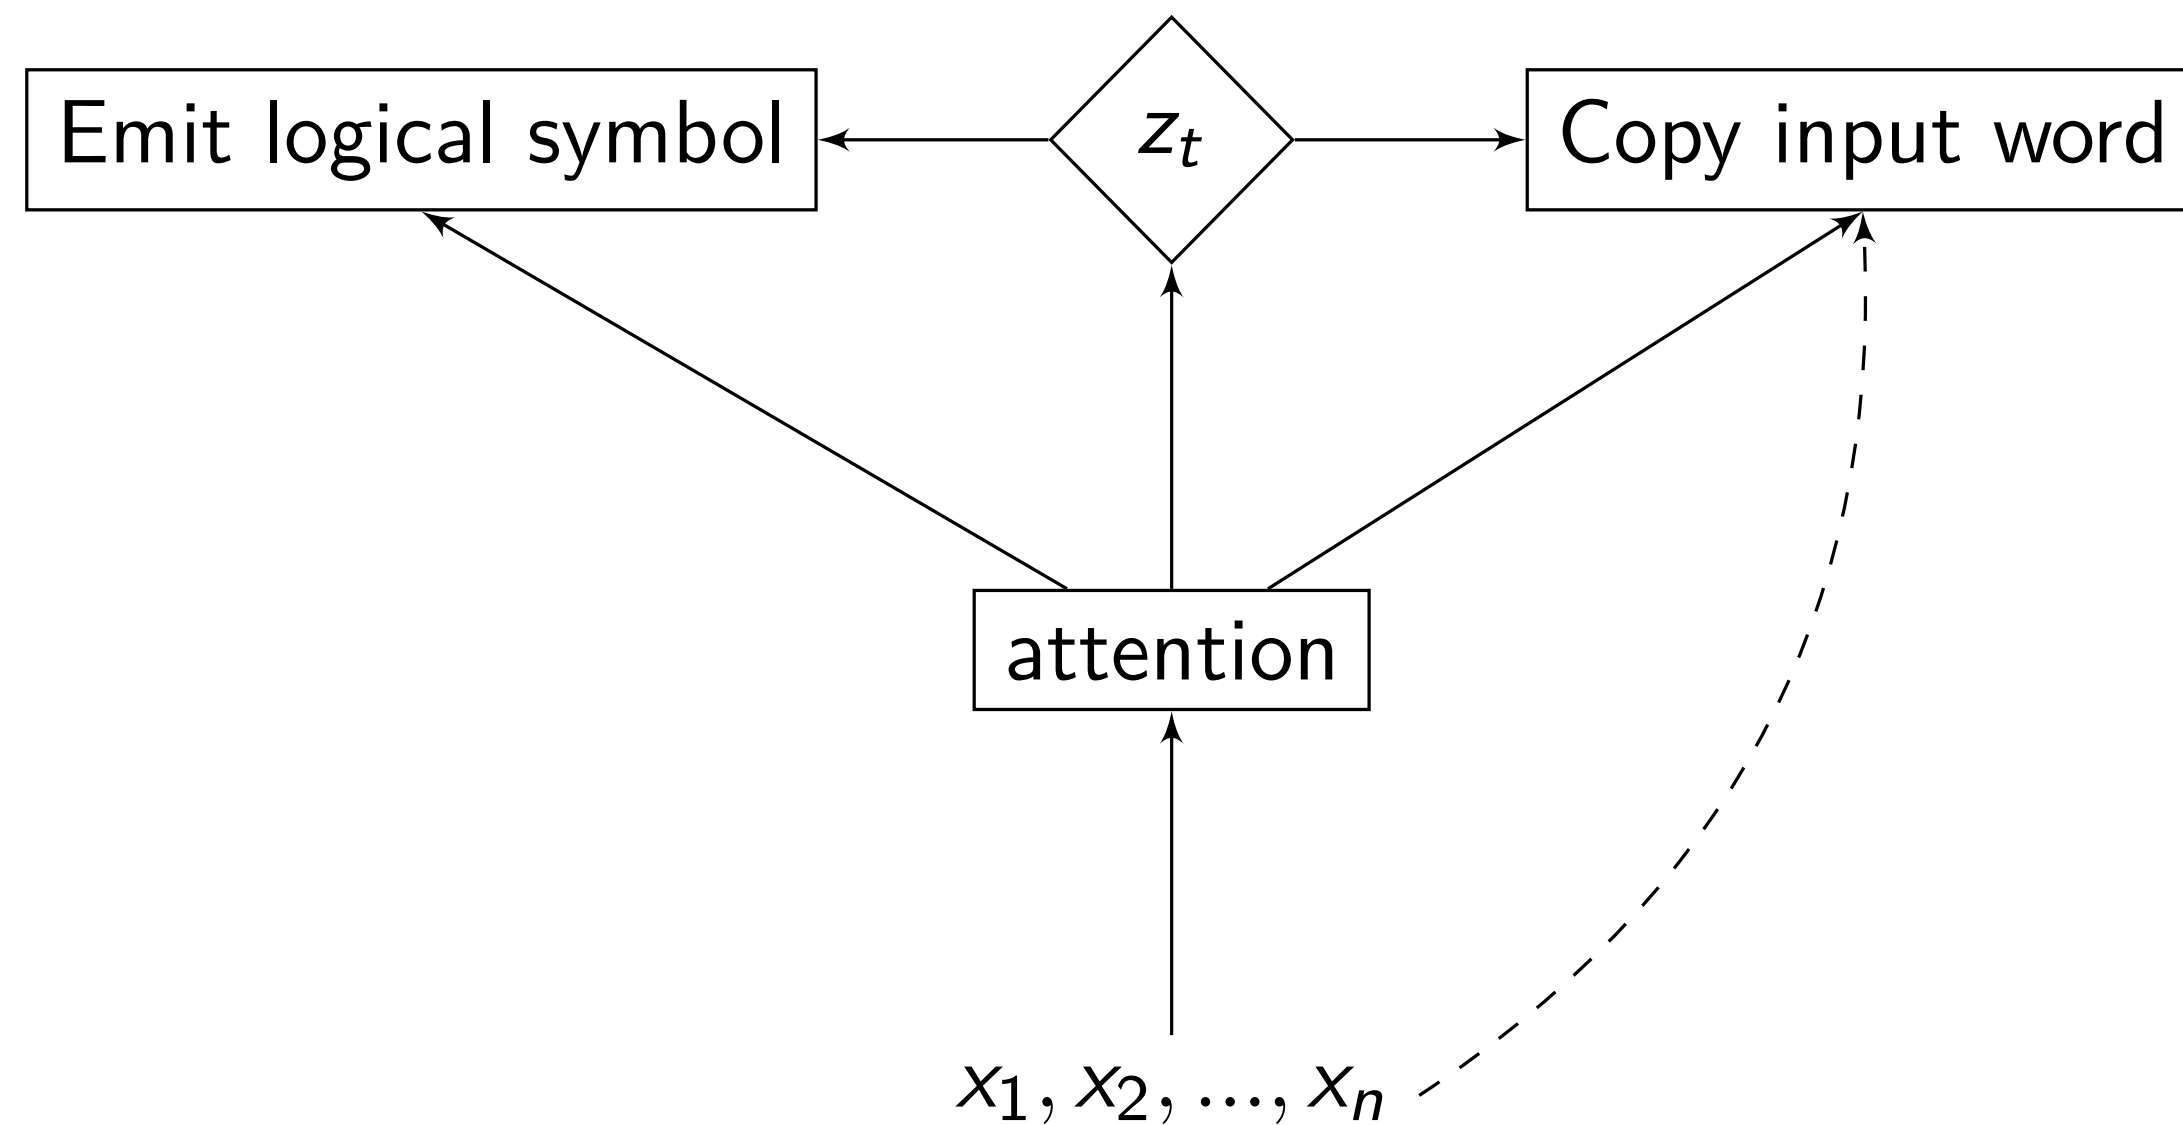 Emit logical symbol
z_t
Copy input word
attention
x_1, x_2, ..., x_n